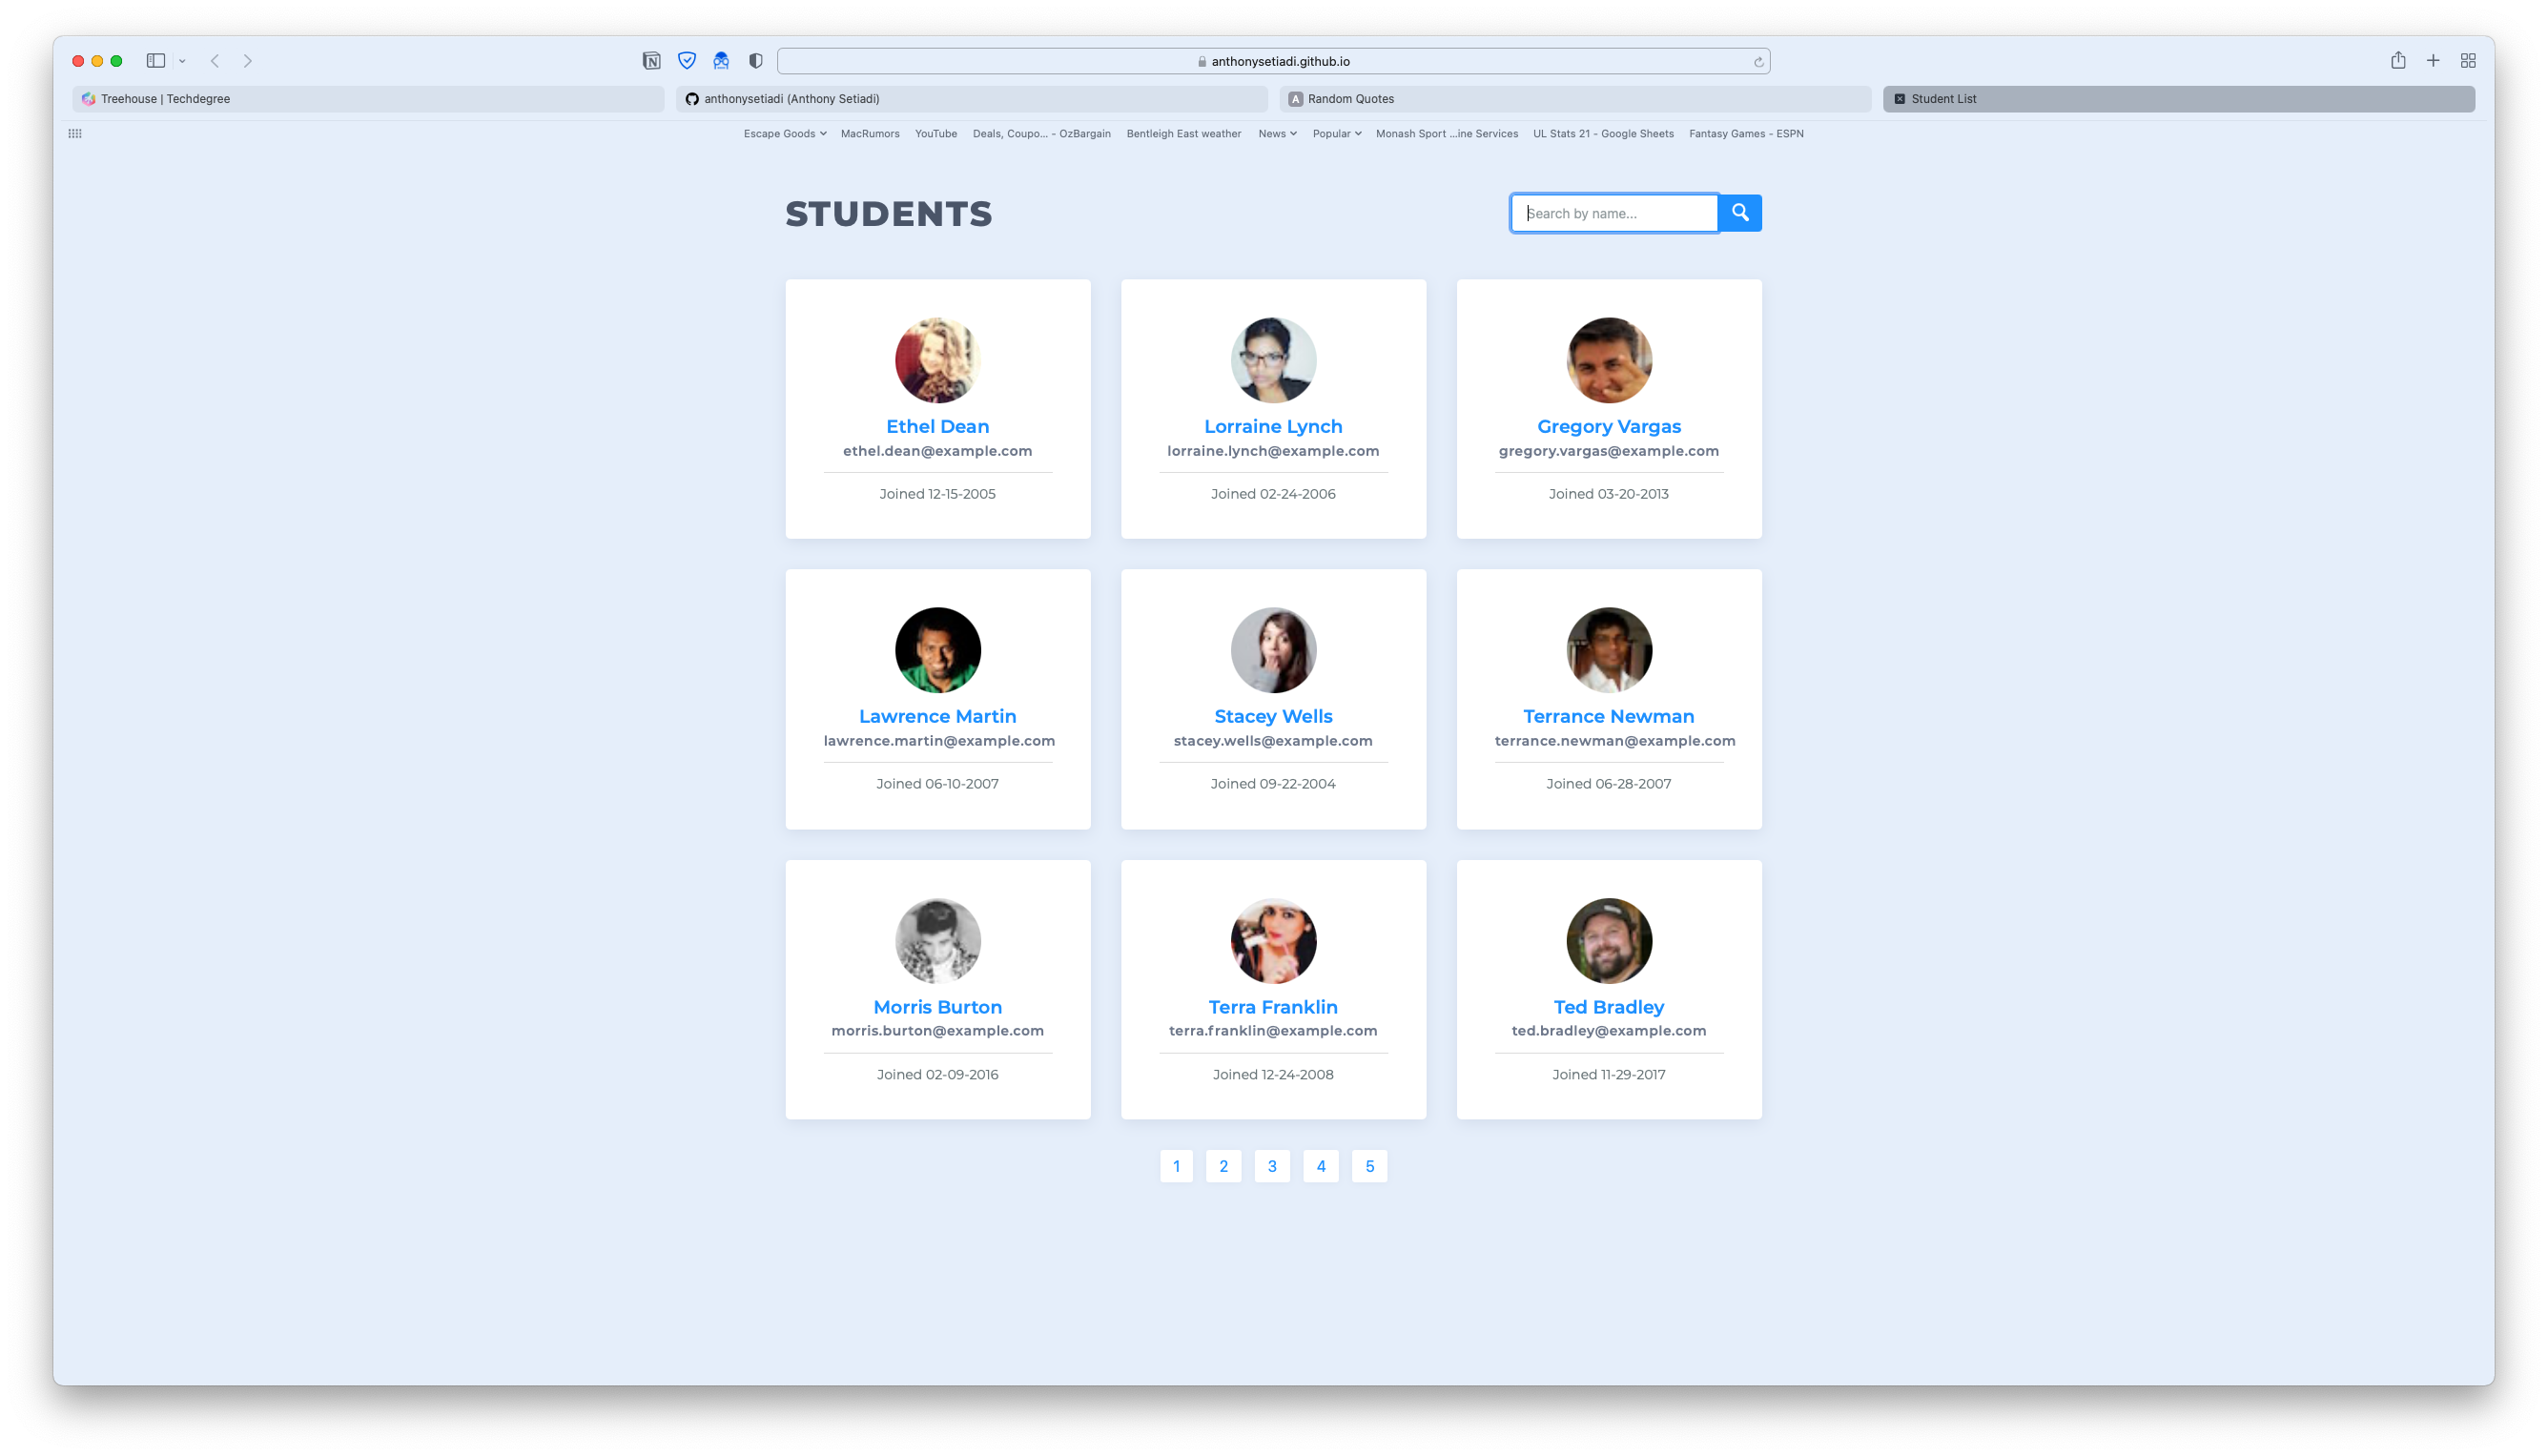 anthonysetiadi.github.io
Treehouse | Techdegree
anthonysetiadi (Anthony Setiadi)
A Random Quotes
Student List
Escape Goods MacRumors YouTube Deals, Coupo... - OzBargain Bentleigh East weather News Popular Monash Sport ...ine Services UL Stats 21 - Google Sheets Fantasy Games - ESPN
STUDENTS
Search by name...
Ethel Dean
ethel.dean@example.com
Joined 12-15-2005
Lorraine Lynch
lorraine.lynch@example.com
Joined 02-24-2006
Gregory Vargas
gregory.vargas@example.com
Joined 03-20-2013
Lawrence Martin
lawrence.martin@example.com
Joined 06-10-2007
Stacey Wells
stacey.wells@example.com
Joined 09-22-2004
Terrance Newman
terrance.newman@example.com
Joined 06-28-2007
Morris Burton
morris.burton@example.com
Joined 02-09-2016
Terra Franklin
terra.franklin@example.com
Joined 12-24-2008
Ted Bradley
ted.bradley@example.com
Joined 11-29-2017
1 2 3 4 5